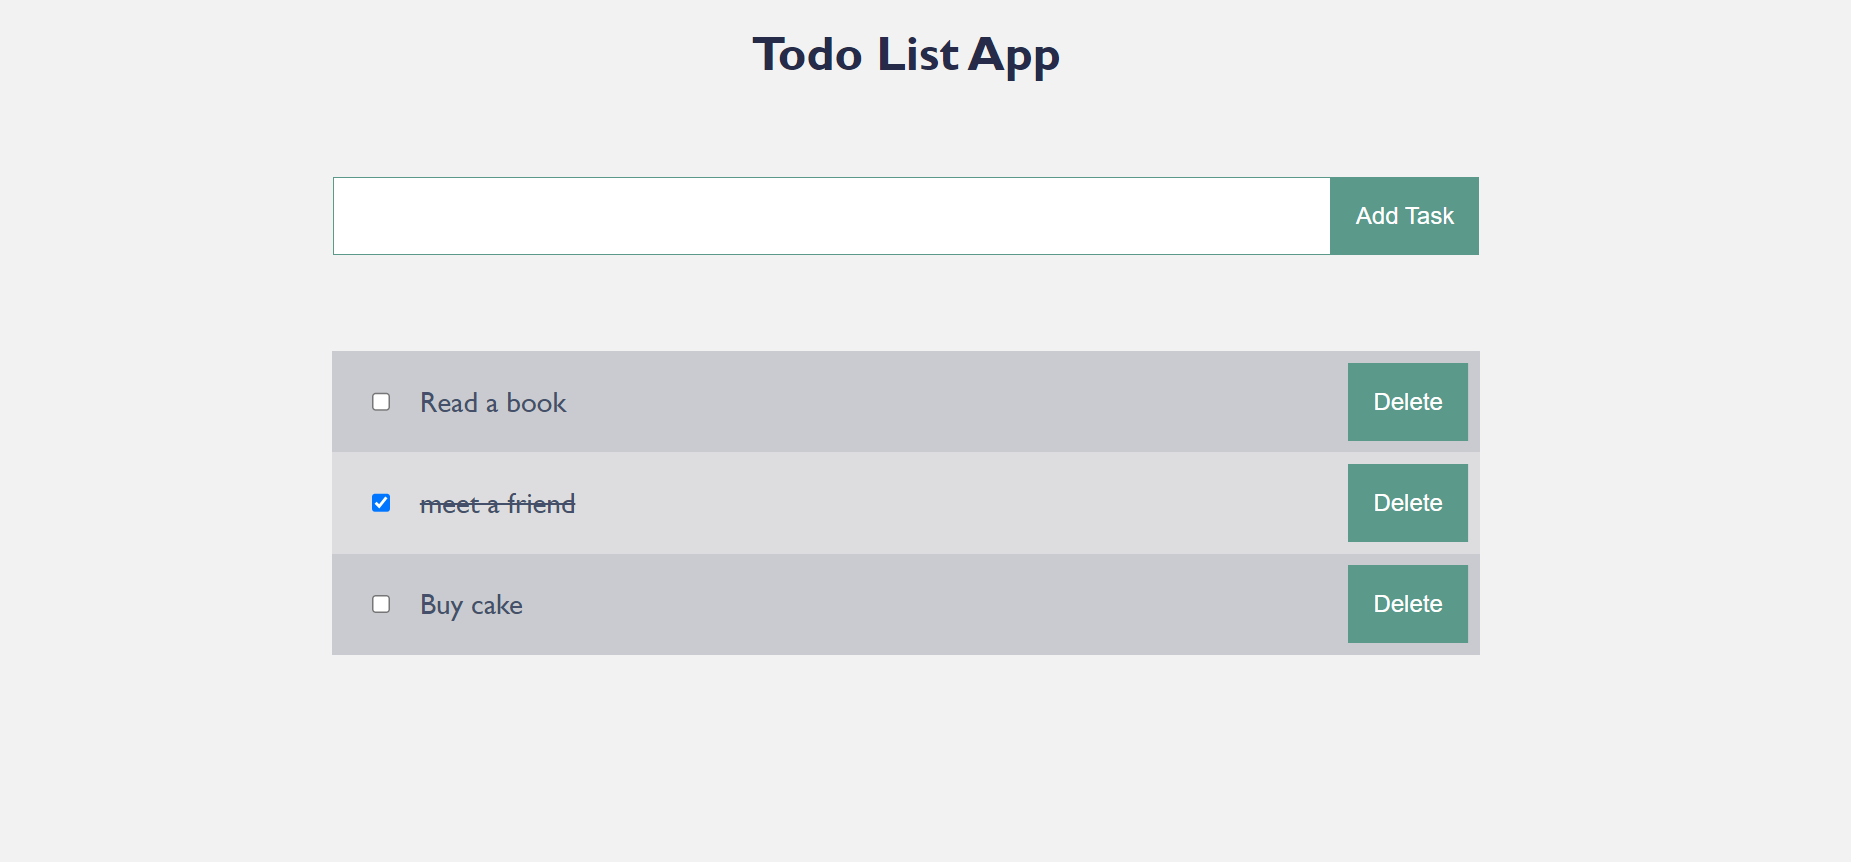 Todo List App
Add Task
Read a book Delete
meet a friend Delete
Buy cake Delete